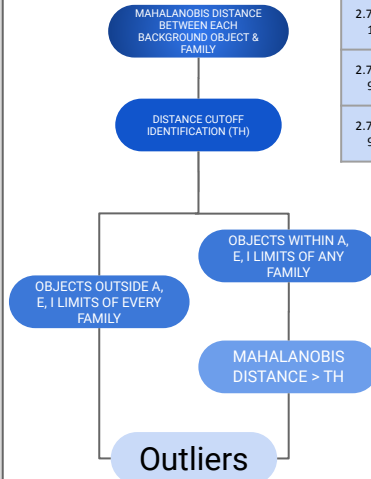 MAHALANOBIS DISTANCE
BETWEEN EACH
BACKGROUND OBJECT &
FAMILY
DISTANCE CUTOFF
IDENTIFICATION (TH)
OBJECTS WITHIN A,
E, I LIMITS OF ANY
FAMILY
OBJECTS OUTSIDE A,
E, I LIMITS OF EVERY
FAMILY
MAHALANOBIS
DISTANCE > TH
Outliers